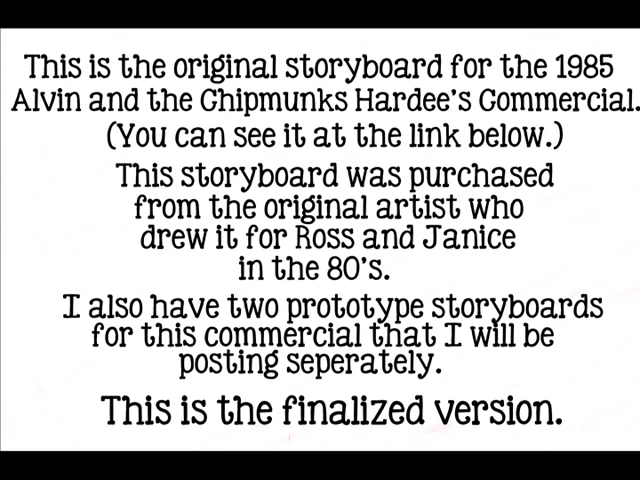 This is the original storyboard for the 1985
Alvin and the Chipmunks Hardee's Commercial.
(You can see it at the link below.)
This storyboard was purchased
from the original artist who
drew it for Ross and Janice
in the 80's.
I also have two prototype storyboards
for this commercial that I will be
posting seperately.
This is the finalized version.